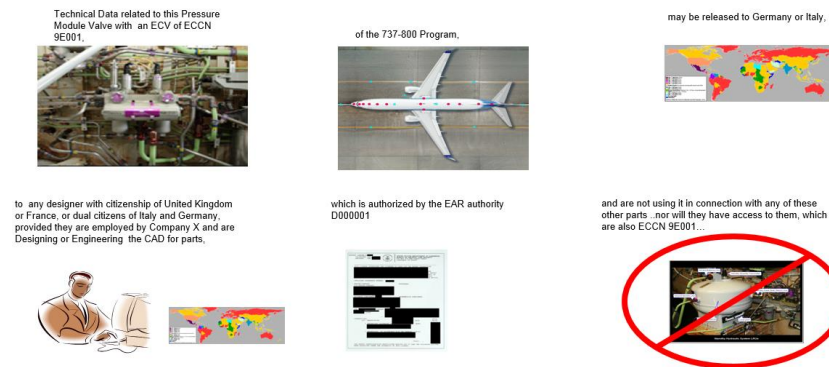 Technical Data related to this Pressure
Module Valve with  an ECV of ECCN
9E001,
of the 737-800 Program,
may be released to Germany or Italy,
to  any designer with citizenship of United Kingdom
or France, or dual citizens of Italy and Germany,
provided they are employed by Company X and are
Designing or Engineering  the CAD for parts,
which is authorized by the EAR authority
D000001
and are not using it in connection with any of these
other parts ..nor will they have access to them, which
are also ECCN 9E001...